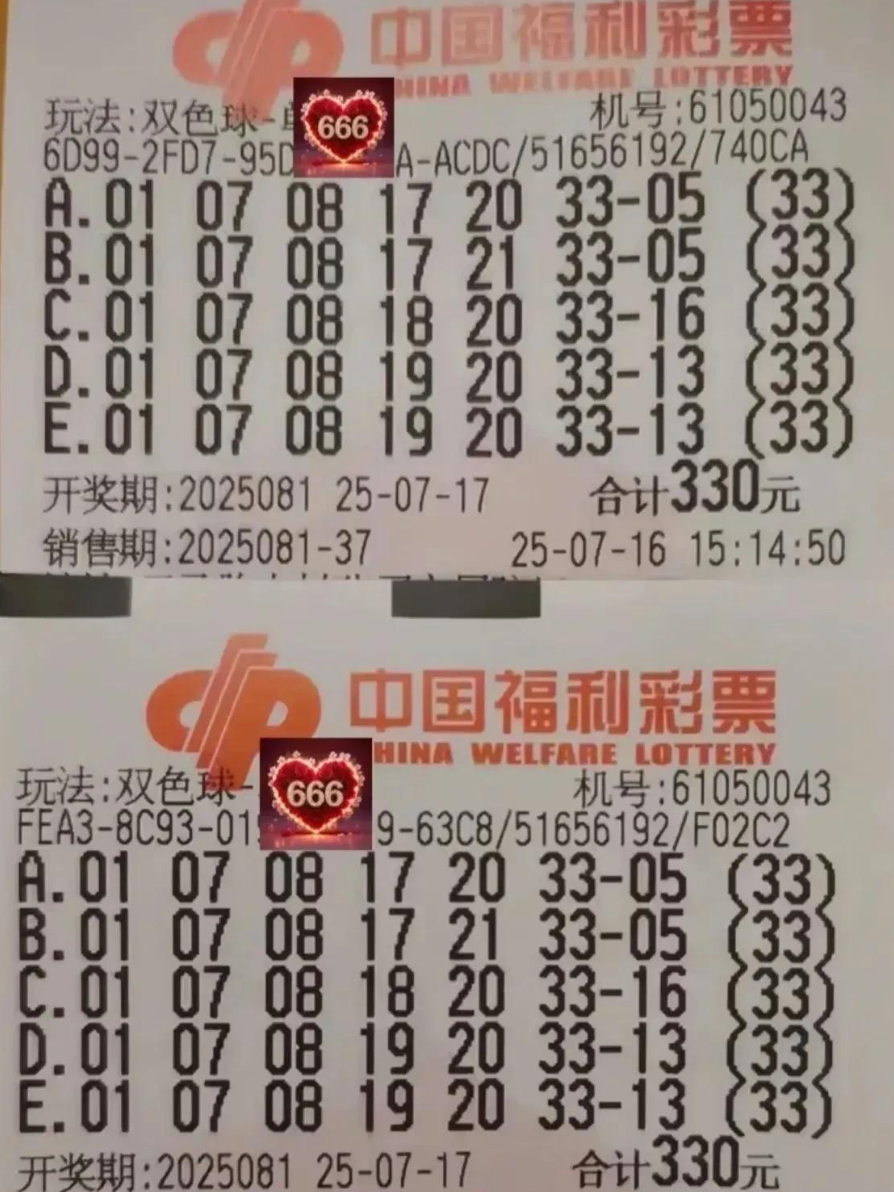 中国福利彩票
HINA WELFARE LOTTERY
玩法:双色球- 机号:61050043
666
6D99-2FD7-95D A-ACDC/51656192/740CA
A.01 07 08 17 20 33-05 (33)
B.01 07 08 17 21 33-05 (33)
C.01 07 08 18 20 33-16 (33)
D.01 07 08 19 20 33-13 (33)
E.01 07 08 19 20 33-13 (33)
开奖期:2025081 25-07-17 合计330元
销售期:2025081-37 25-07-16 15:14:50
中国福利彩票
HINA WELFARE LOTTERY
玩法:双色球- 机号:61050043
666
FEA3-8C93-019 9-63C8/51656192/F02C2
A.01 07 08 17 20 33-05 (33)
B.01 07 08 17 21 33-05 (33)
C.01 07 08 18 20 33-16 (33)
D.01 07 08 19 20 33-13 (33)
E.01 07 08 19 20 33-13 (33)
开奖期:2025081 25-07-17 合计330元